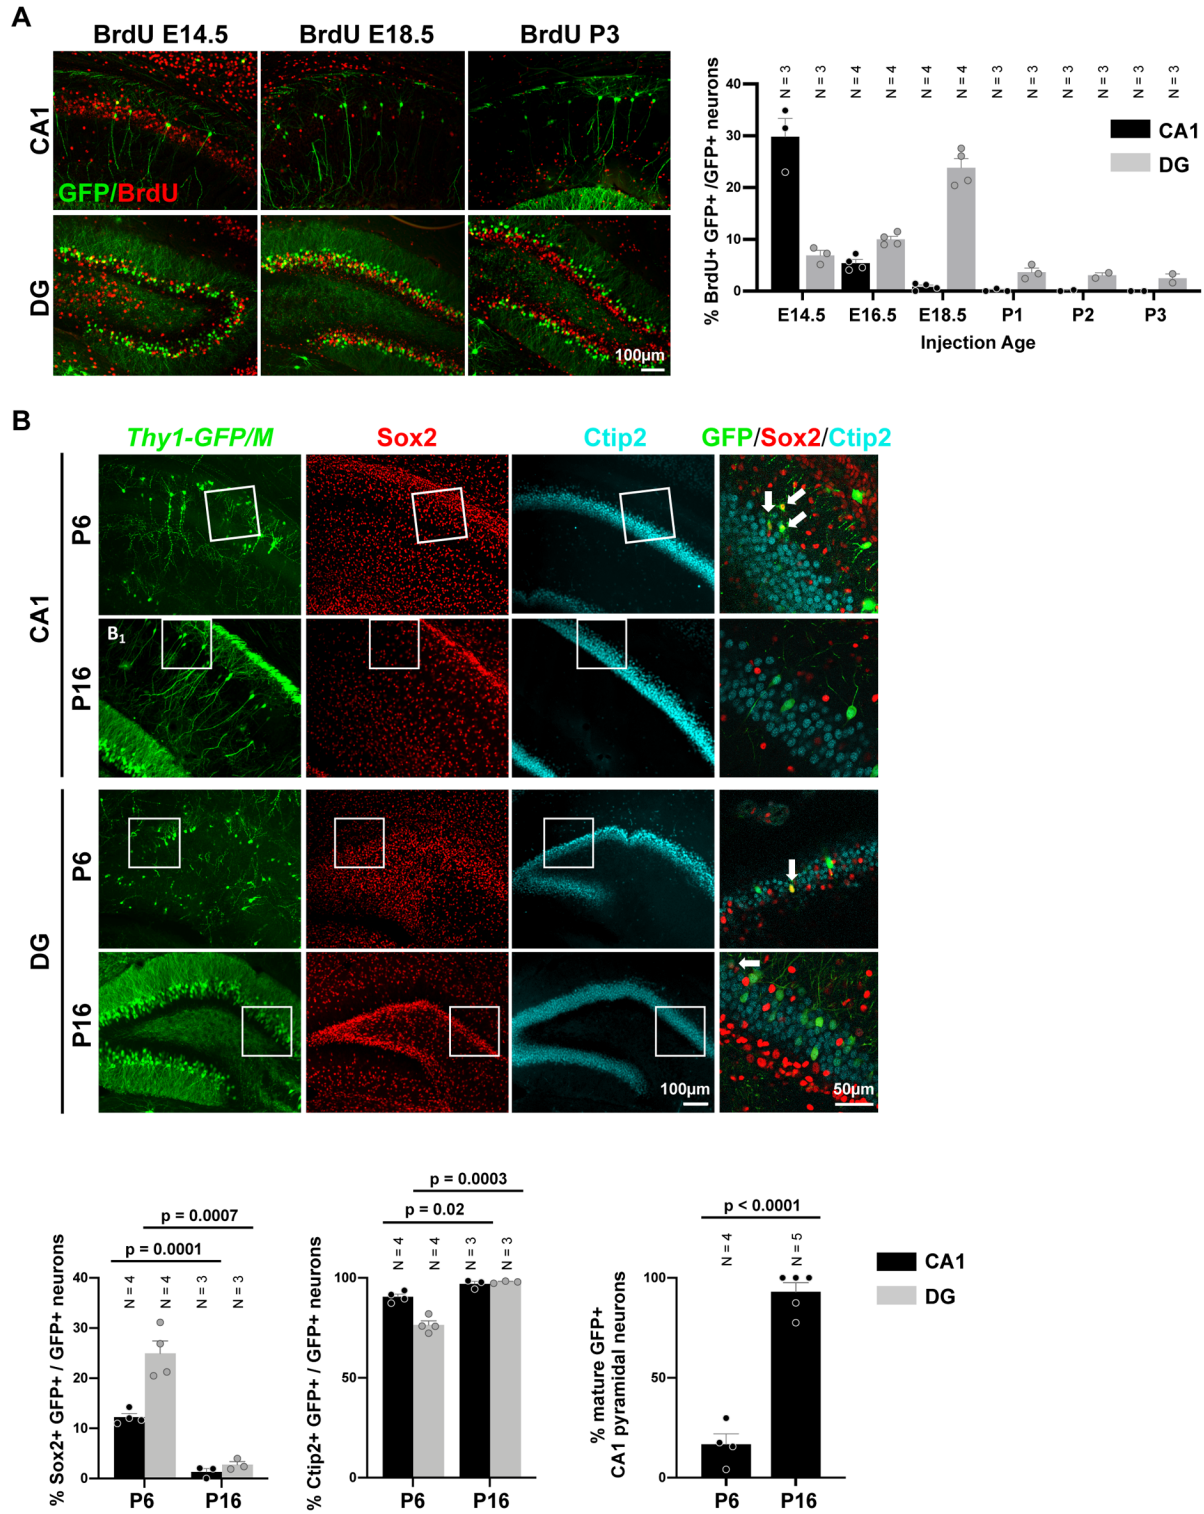 A
BrdU E14.5
BrdU E18.5
BrdU P3
CA1
GFP/BrdU
DG
100µm
% BrdU+ GFP+ /GFP+ neurons
40
30
20
10
0
N = 3
N = 3
N = 4
N = 4
N = 4
N = 4
N = 3
N = 3
N = 3
N = 3
N = 3
N = 3
CA1
DG
E14.5
E16.5
E18.5
P1
P2
P3
Injection Age
B
Thy1-GFP/M
Sox2
Ctip2
GFP/Sox2/Ctip2
CA1
P6
P16
B1
DG
P6
P16
100µm
50µm
% Sox2+ GFP+ / GFP+ neurons
p = 0.0007
p = 0.0001
40
30
20
10
0
N = 4
N = 4
N = 3
N = 3
P6
P16
% Ctip2+ GFP+ / GFP+ neurons
p = 0.0003
p = 0.02
100
50
0
N = 4
N = 4
N = 3
N = 3
P6
P16
% mature GFP+
CA1 pyramidal neurons
p < 0.0001
100
50
0
N = 4
N = 5
P6
P16
CA1
DG